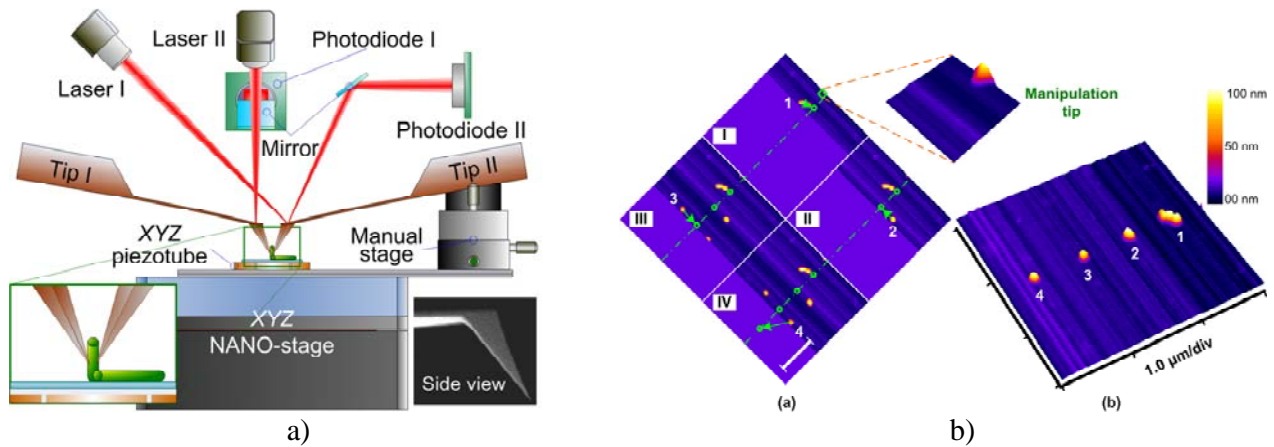 Laser I
Laser II
Photodiode I
Photodiode II
Mirror
Tip I
Tip II
XYZ
piezotube
Manual
stage
XYZ
NANO-stage
Side view
a)
1
I
II
2
3
III
IV
4
Manipulation
tip
100 nm
50 nm
00 nm
1
2
3
4
1.0 µm/div
(a)
(b)
b)